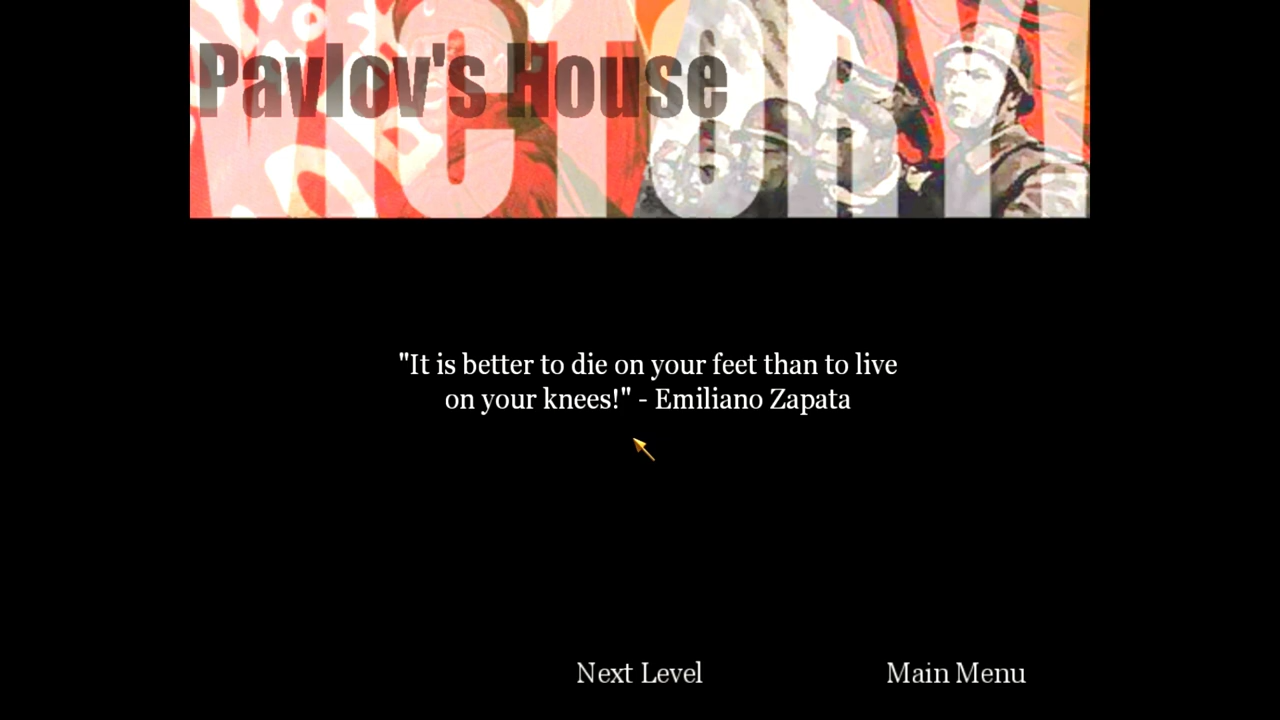 VICTORY!
Pavlov's House
"It is better to die on your feet than to live
on your knees!" - Emiliano Zapata
Next Level
Main Menu